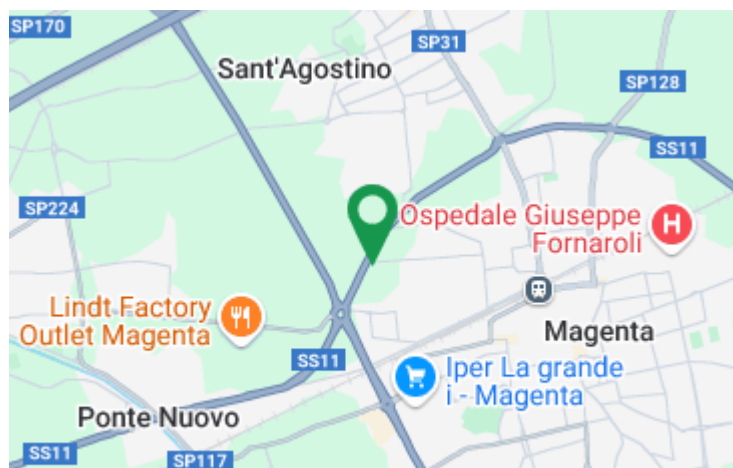 SP170
Sant'Agostino
SP31
SP128
SS11
SP224
Ospedale Giuseppe
Fornaroli
H
Lindt Factory
Outlet Magenta
Magenta
SS11
Iper La grande
i - Magenta
Ponte Nuovo
SS11
SP117